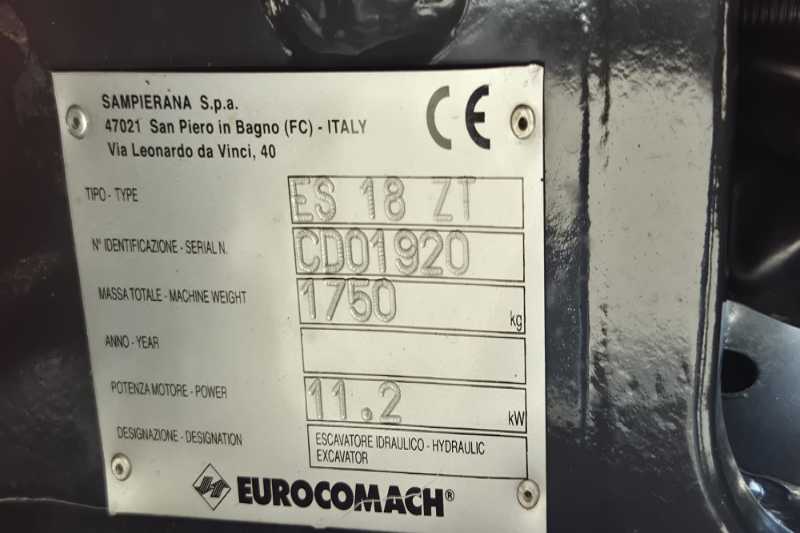 SAMPIERANA S.p.a.
47021 San Piero in Bagno (FC) - ITALY
Via Leonardo da Vinci, 40
CE
TIPO - TYPE ES 18 ZT
N° IDENTIFICAZIONE - SERIAL N. CD01920
MASSA TOTALE - MACHINE WEIGHT 1750 kg
ANNO - YEAR
POTENZA MOTORE - POWER 11.2 kW
DESIGNAZIONE - DESIGNATION ESCAVATORE IDRAULICO - HYDRAULIC
EXCAVATOR
EUROCOMACH®